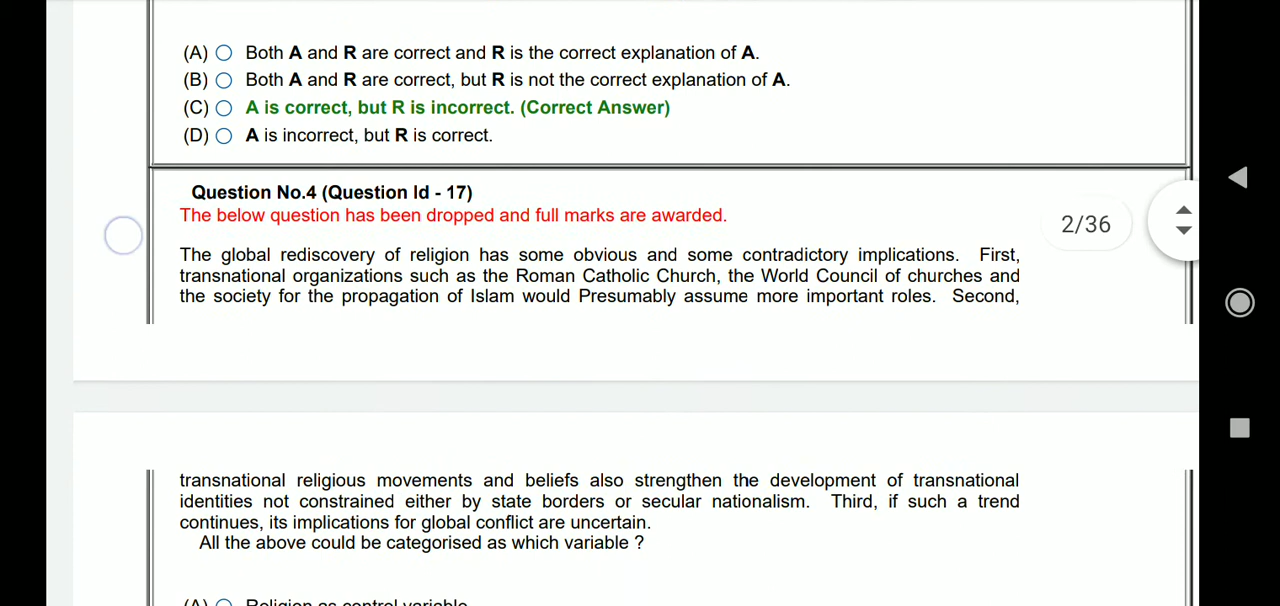 (A) Both A and R are correct and R is the correct explanation of A.
(B) Both A and R are correct, but R is not the correct explanation of A.
(C) A is correct, but R is incorrect. (Correct Answer)
(D) A is incorrect, but R is correct.
Question No.4 (Question Id - 17)
The below question has been dropped and full marks are awarded.
2/36
The global rediscovery of religion has some obvious and some contradictory implications. First,
transnational organizations such as the Roman Catholic Church, the World Council of churches and
the society for the propagation of Islam would Presumably assume more important roles. Second,
transnational religious movements and beliefs also strengthen the development of transnational
identities not constrained either by state borders or secular nationalism. Third, if such a trend
continues, its implications for global conflict are uncertain.
All the above could be categorised as which variable ?
(A) Religion as control variable